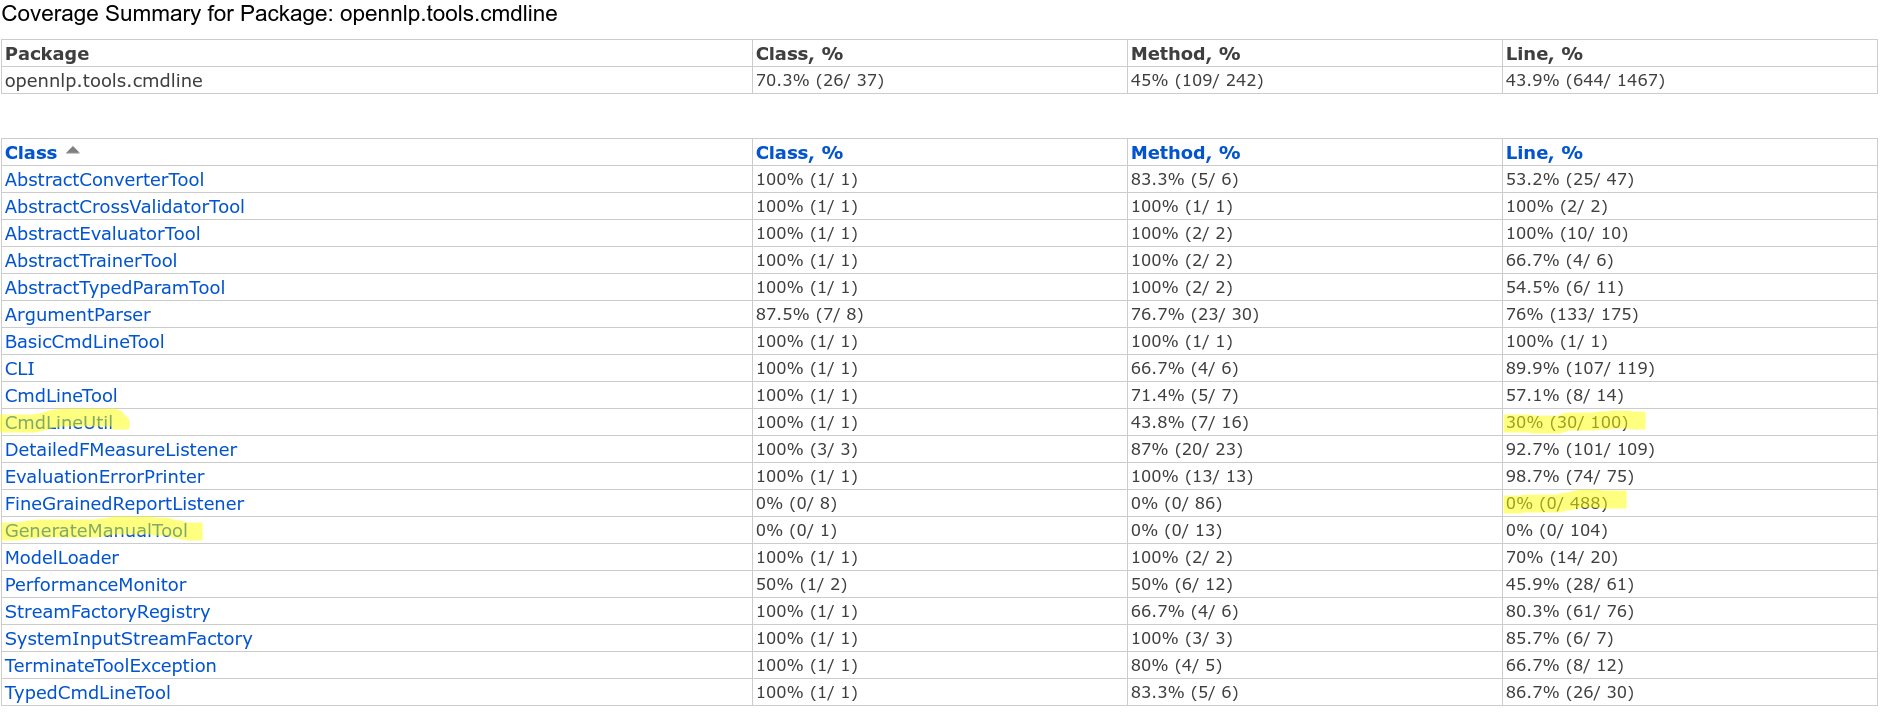 Coverage Summary for Package: opennlp.tools.cmdline
Package Class, % Method, % Line, %
opennlp.tools.cmdline 70.3% (26/ 37) 45% (109/ 242) 43.9% (644/ 1467)
Class Class, % Method, % Line, %
AbstractConverterTool 100% (1/ 1) 83.3% (5/ 6) 53.2% (25/ 47)
AbstractCrossValidatorTool 100% (1/ 1) 100% (1/ 1) 100% (2/ 2)
AbstractEvaluatorTool 100% (1/ 1) 100% (2/ 2) 100% (10/ 10)
AbstractTrainerTool 100% (1/ 1) 100% (2/ 2) 66.7% (4/ 6)
AbstractTypedParamTool 100% (1/ 1) 100% (2/ 2) 54.5% (6/ 11)
ArgumentParser 87.5% (7/ 8) 76.7% (23/ 30) 76% (133/ 175)
BasicCmdLineTool 100% (1/ 1) 100% (1/ 1) 100% (1/ 1)
CLI 100% (1/ 1) 66.7% (4/ 6) 89.9% (107/ 119)
CmdLineTool 100% (1/ 1) 71.4% (5/ 7) 57.1% (8/ 14)
CmdLineUtil 100% (1/ 1) 43.8% (7/ 16) 30% (30/ 100)
DetailedFMeasureListener 100% (3/ 3) 87% (20/ 23) 92.7% (101/ 109)
EvaluationErrorPrinter 100% (1/ 1) 100% (13/ 13) 98.7% (74/ 75)
FineGrainedReportListener 0% (0/ 8) 0% (0/ 86) 0% (0/ 488)
GenerateManualTool 0% (0/ 1) 0% (0/ 13) 0% (0/ 104)
ModelLoader 100% (1/ 1) 100% (2/ 2) 70% (14/ 20)
PerformanceMonitor 50% (1/ 2) 50% (6/ 12) 45.9% (28/ 61)
StreamFactoryRegistry 100% (1/ 1) 66.7% (4/ 6) 80.3% (61/ 76)
SystemInputStreamFactory 100% (1/ 1) 100% (3/ 3) 85.7% (6/ 7)
TerminateToolException 100% (1/ 1) 80% (4/ 5) 66.7% (8/ 12)
TypedCmdLineTool 100% (1/ 1) 83.3% (5/ 6) 86.7% (26/ 30)